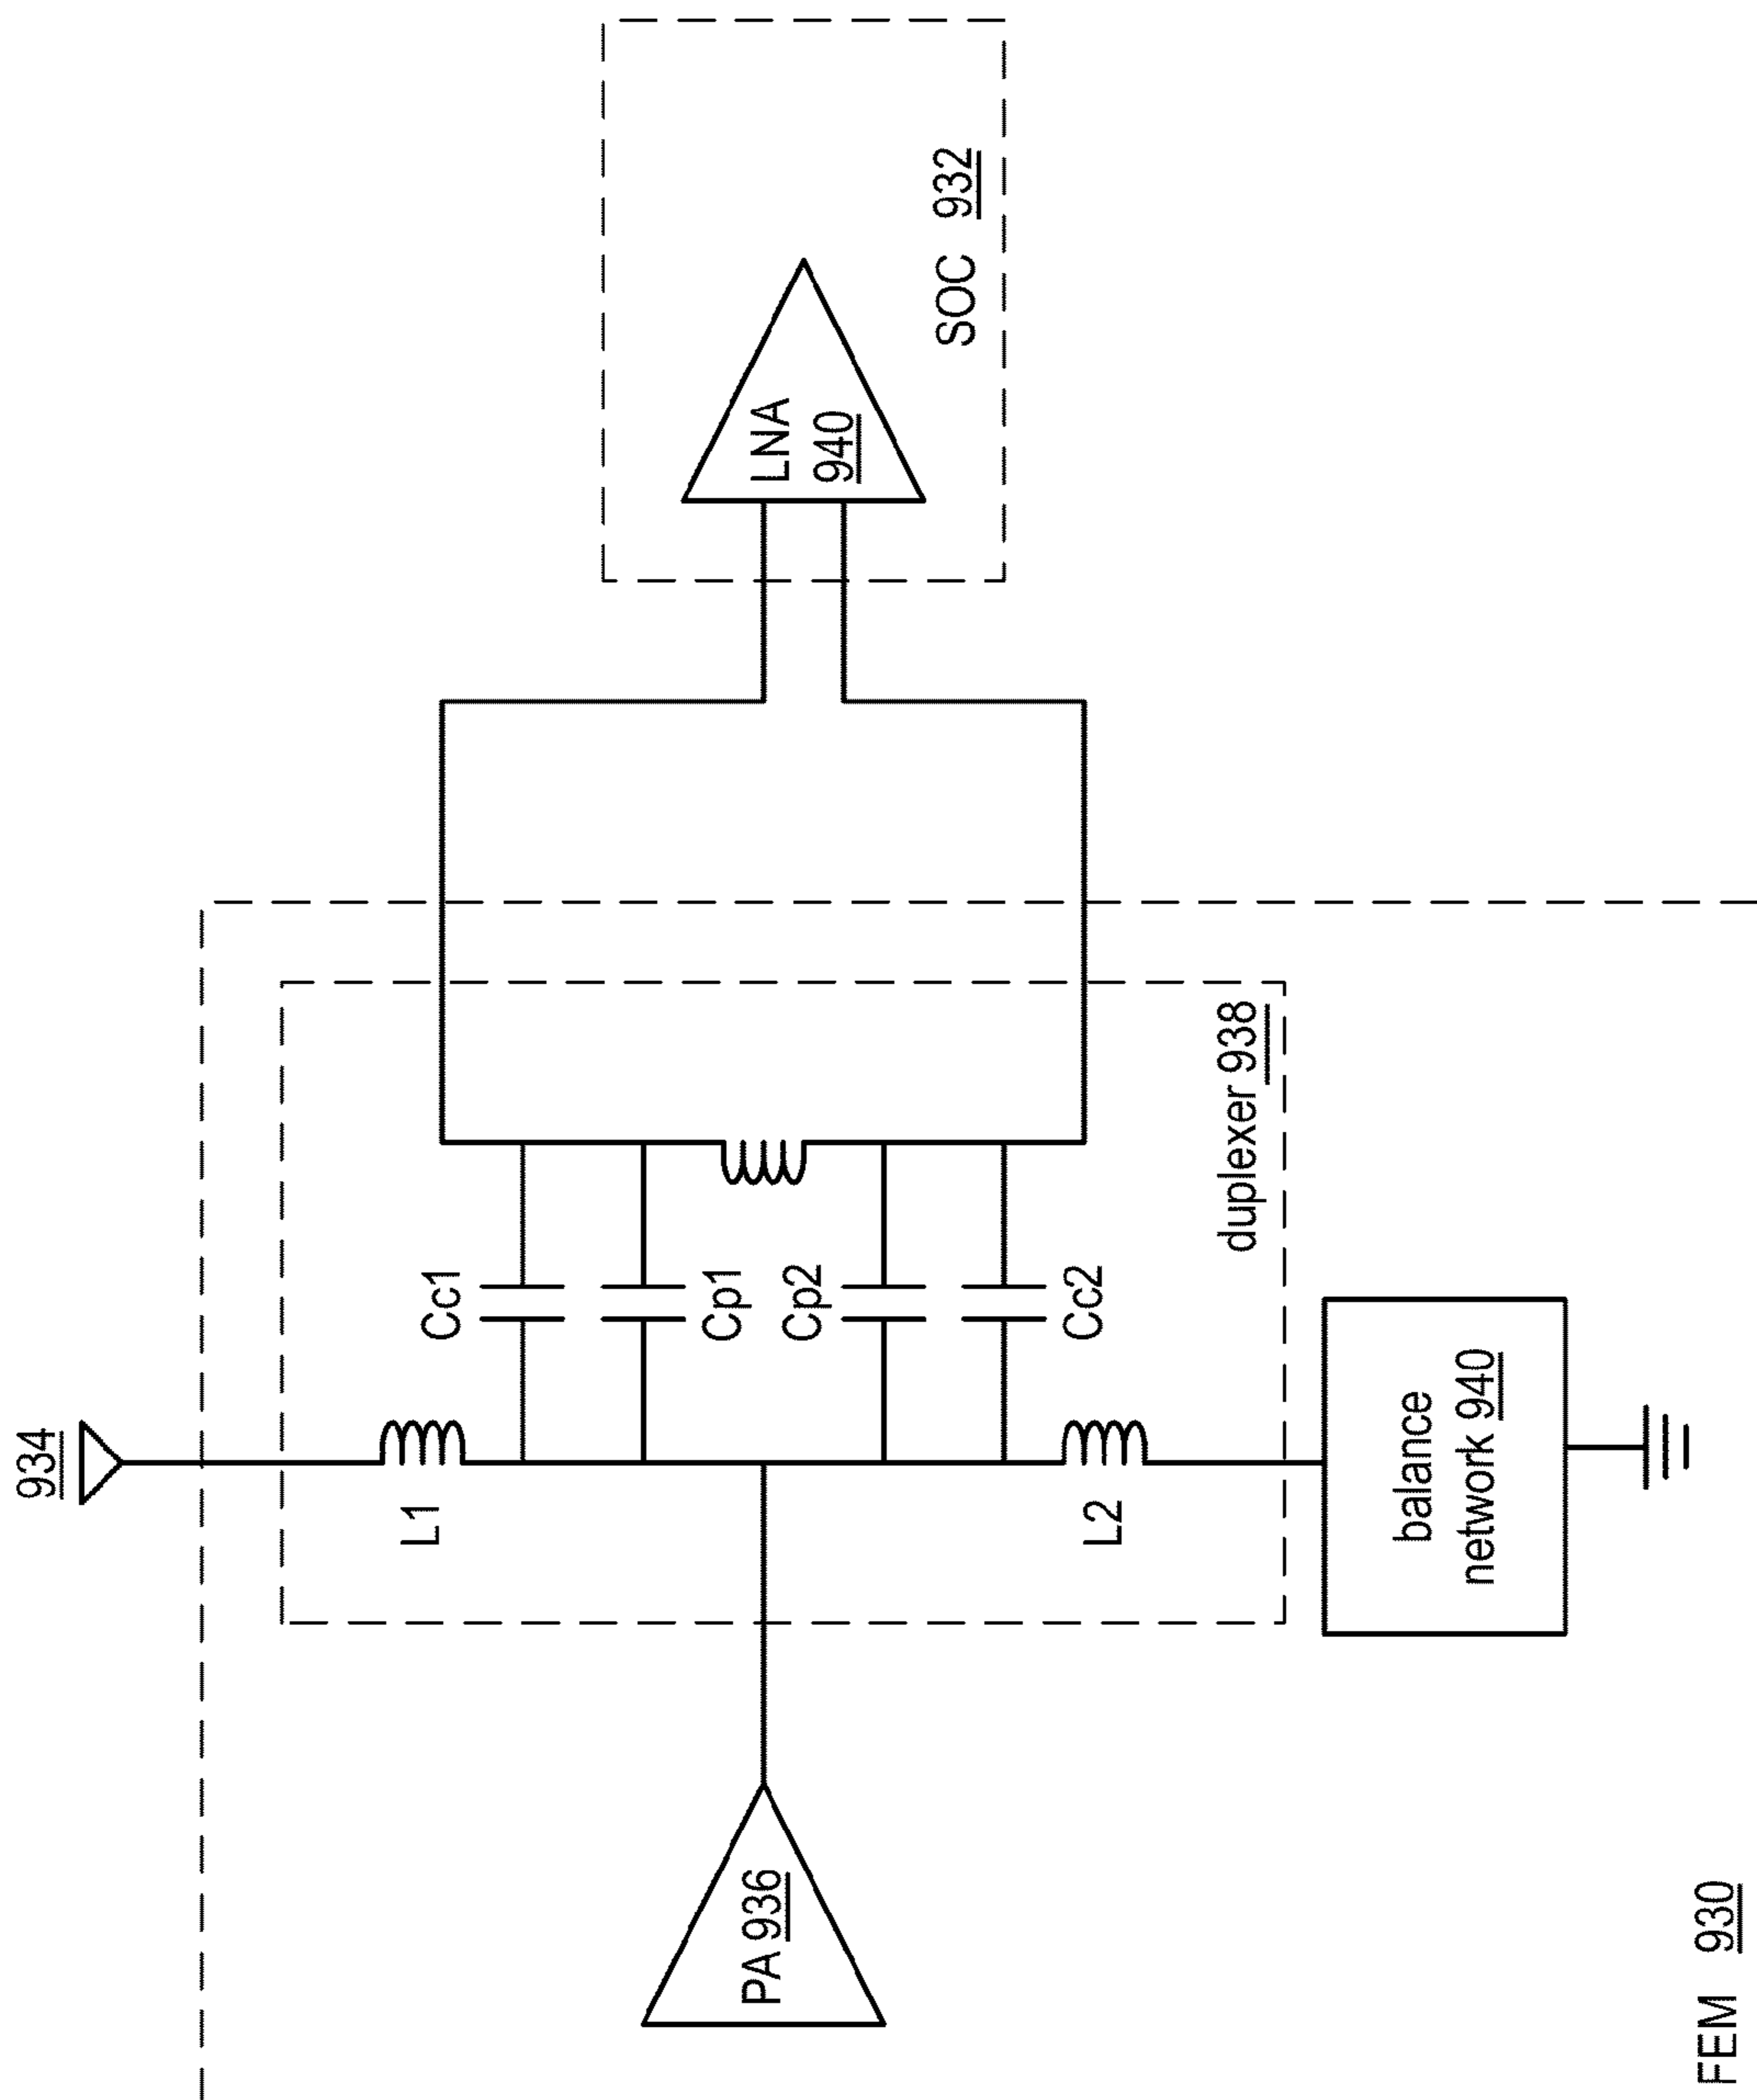 934
L1
Cc1
Cp1
Cp2
Cc2
L2
PA 936
duplexer 938
LNA
940
SOC 932
balance
network 940
FEM 930